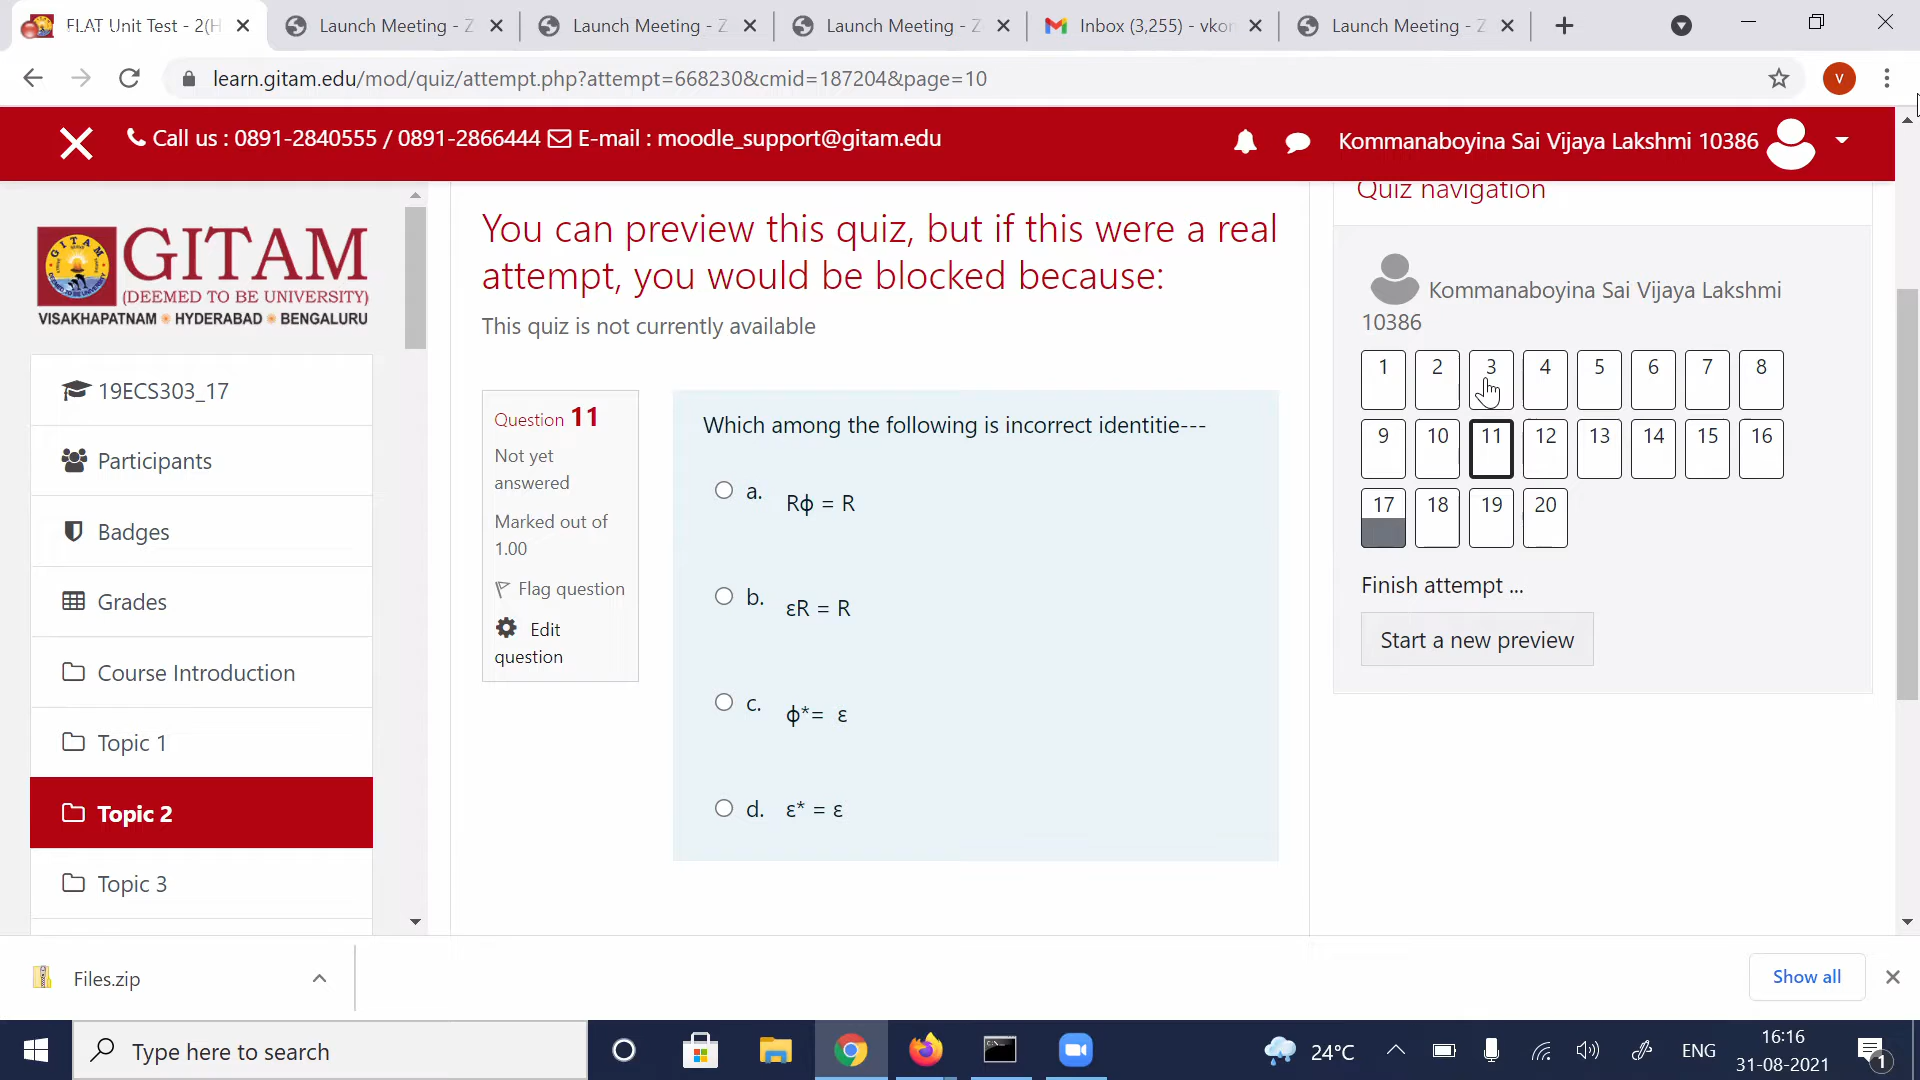 FLAT Unit Test - 2(H
Launch Meeting - Z
Launch Meeting - Z
Launch Meeting - Z
Inbox (3,255) - vkon
Launch Meeting - Z
learn.gitam.edu/mod/quiz/attempt.php?attempt=668230&cmid=187204&page=10
V
Call us : 0891-2840555 / 0891-2866444 E-mail : moodle_support@gitam.edu
Kommanaboyina Sai Vijaya Lakshmi 10386
GITAM
(DEEMED TO BE UNIVERSITY)
VISAKHAPATNAM HYDERABAD BENGALURU
19ECS303_17
Participants
Badges
Grades
Course Introduction
Topic 1
Topic 2
Topic 3
You can preview this quiz, but if this were a real
attempt, you would be blocked because:
This quiz is not currently available
Question 11
Not yet
answered
Marked out of
1.00
Flag question
Edit
question
Which among the following is incorrect identitie---
a. Rϕ = R
b. εR = R
c. ϕ*= ε
d. ε* = ε
Quiz navigation
Kommanaboyina Sai Vijaya Lakshmi
10386
1 2 3 4 5 6 7 8
9 10 11 12 13 14 15 16
17 18 19 20
Finish attempt ...
Start a new preview
Files.zip
Show all
Type here to search
24°C
ENG
16:16
31-08-2021
1